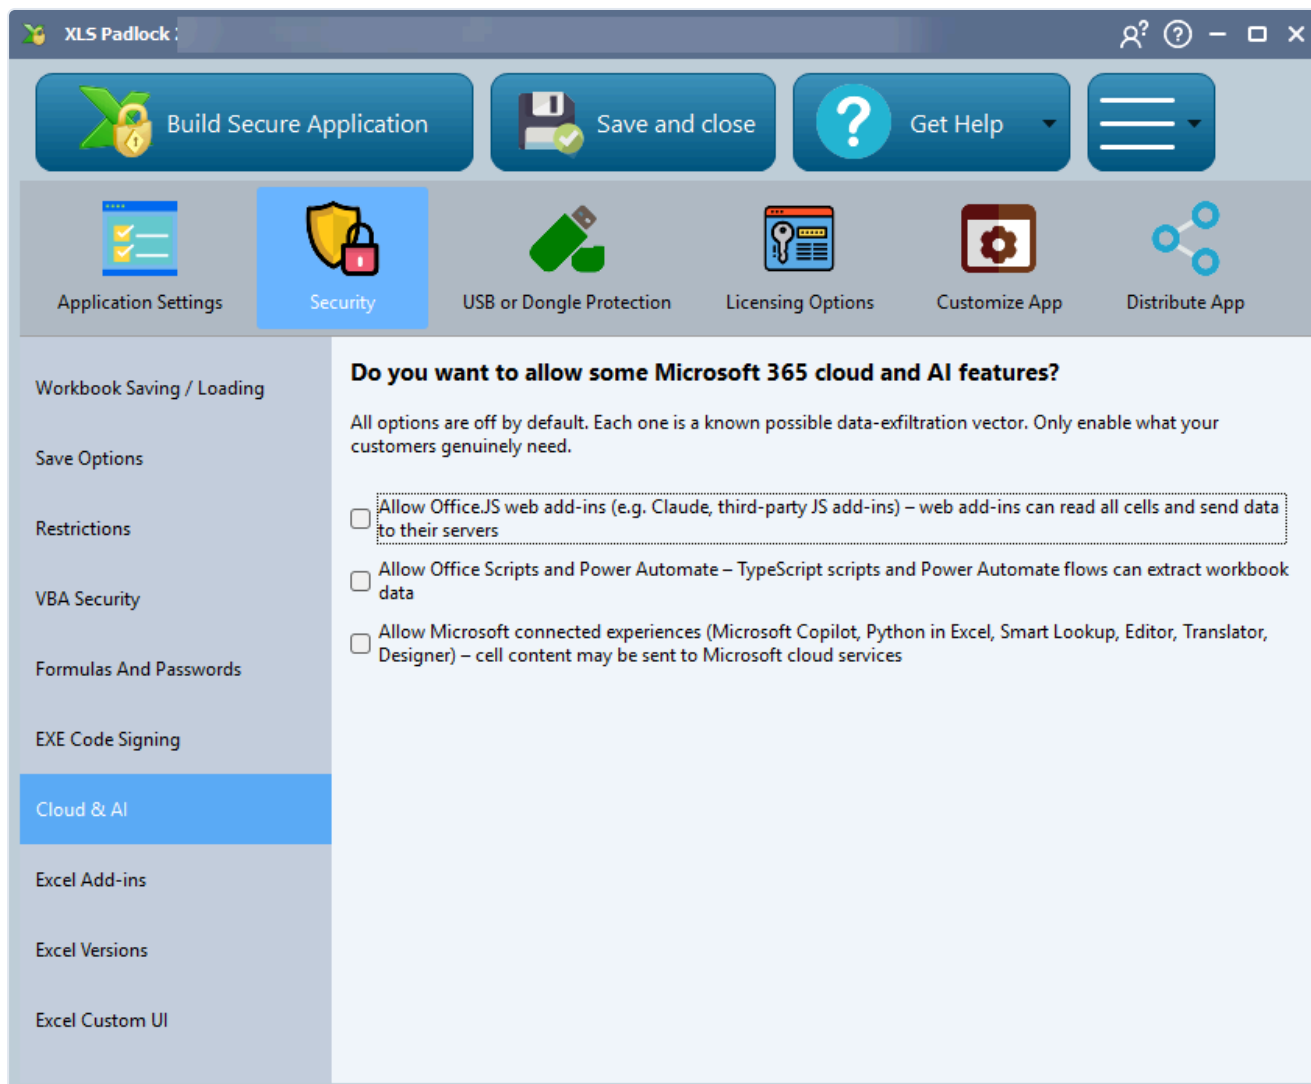 XLS Padlock
Build Secure Application
Save and close
Get Help
Application Settings
Security
USB or Dongle Protection
Licensing Options
Customize App
Distribute App
Workbook Saving / Loading
Save Options
Restrictions
VBA Security
Formulas And Passwords
EXE Code Signing
Cloud & AI
Excel Add-ins
Excel Versions
Excel Custom UI
Do you want to allow some Microsoft 365 cloud and AI features?
All options are off by default. Each one is a known possible data-exfiltration vector. Only enable what your
customers genuinely need.
Allow Office.JS web add-ins (e.g. Claude, third-party JS add-ins) – web add-ins can read all cells and send data
to their servers
Allow Office Scripts and Power Automate – TypeScript scripts and Power Automate flows can extract workbook
data
Allow Microsoft connected experiences (Microsoft Copilot, Python in Excel, Smart Lookup, Editor, Translator,
Designer) – cell content may be sent to Microsoft cloud services